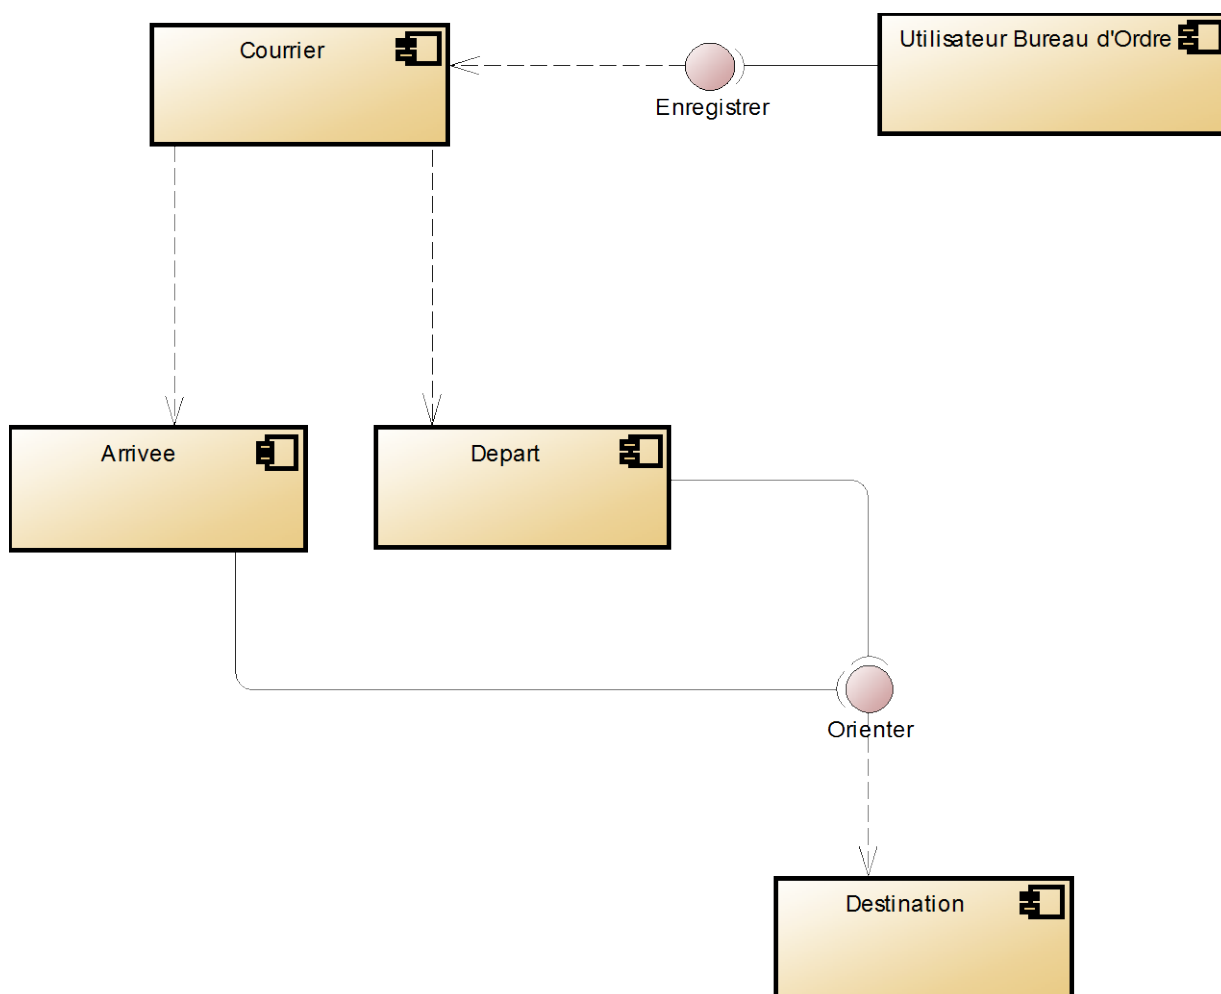 Courrier
Utilisateur Bureau d'Ordre
Enregistrer
Arrivee
Depart
Orienter
Destination